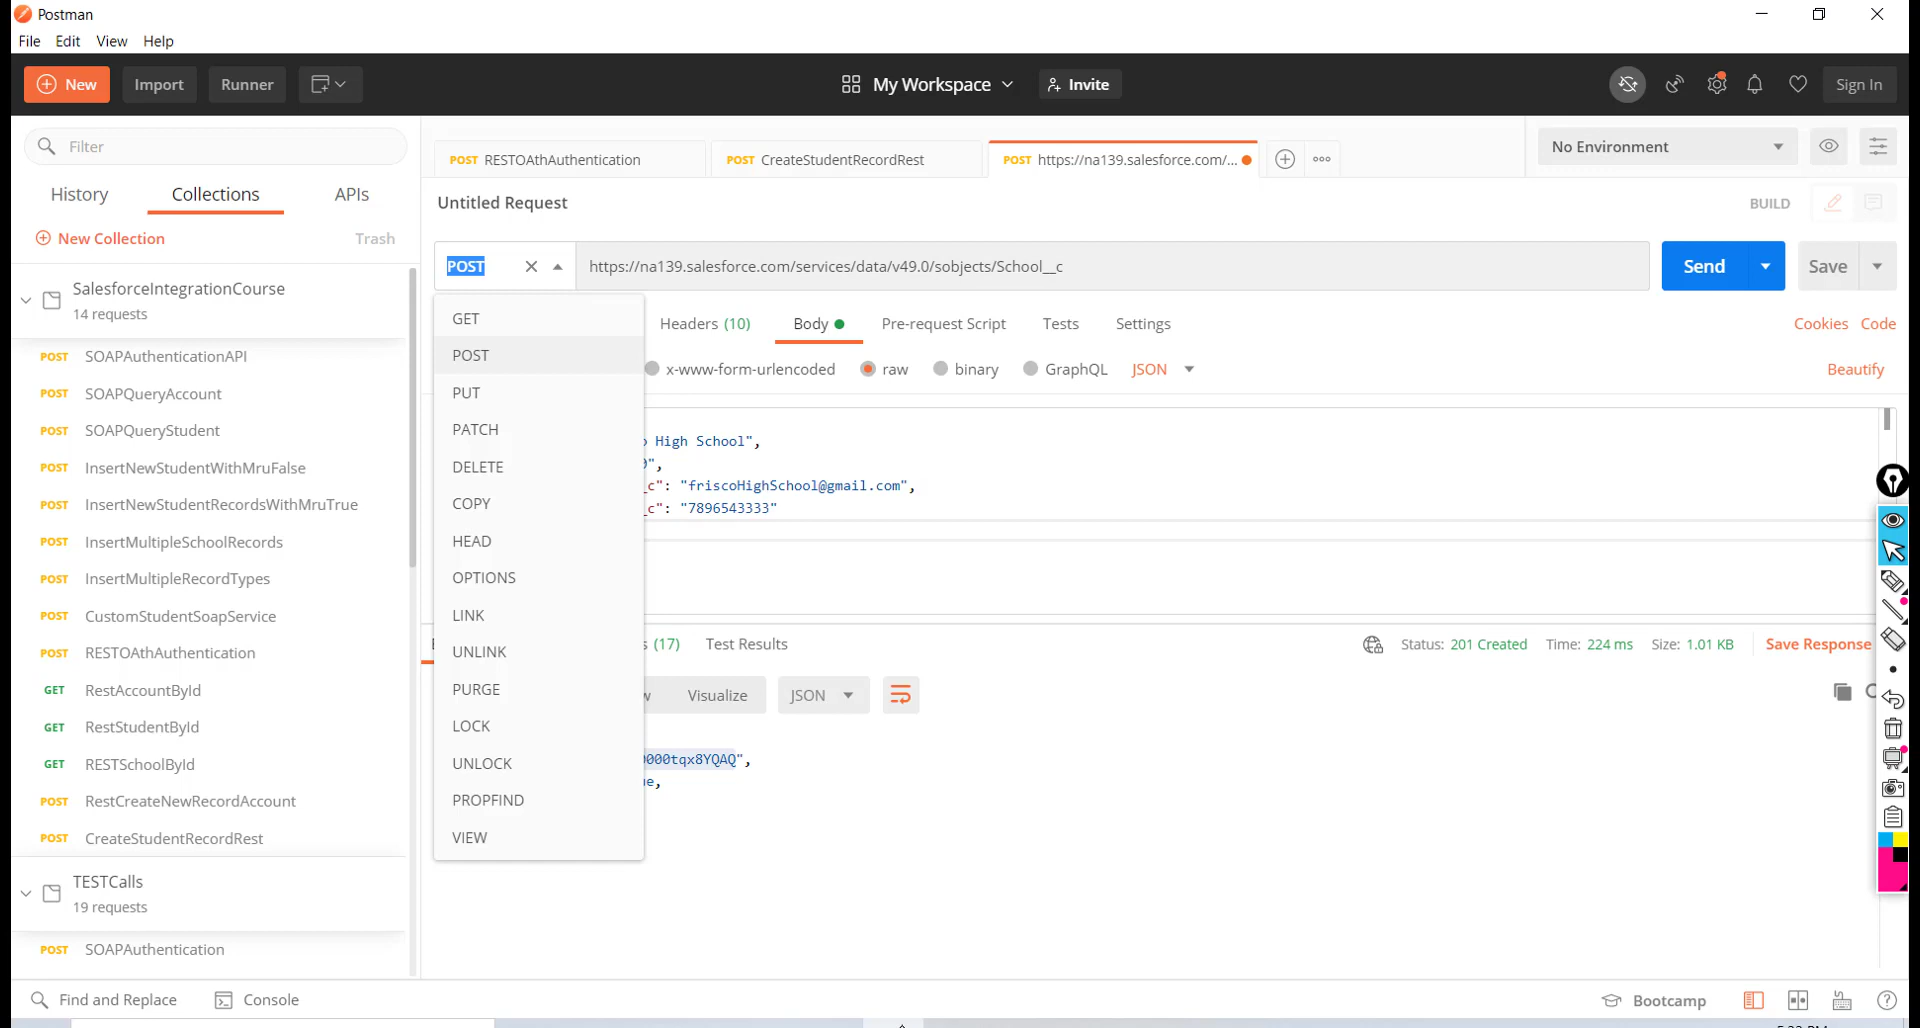 Postman
File Edit View Help
New Import Runner My Workspace Invite Sign In
Filter
History Collections APIs
New Collection Trash
SalesforceIntegrationCourse
14 requests
POST SOAPAuthenticationAPI
POST SOAPQueryAccount
POST SOAPQueryStudent
POST InsertNewStudentWithMruFalse
POST InsertNewStudentRecordsWithMruTrue
POST InsertMultipleSchoolRecords
POST InsertMultipleRecordTypes
POST CustomStudentSoapService
POST RESTOAthAuthentication
GET RestAccountById
GET RestStudentById
GET RESTSchoolById
POST RestCreateNewRecordAccount
POST CreateStudentRecordRest
TESTCalls
19 requests
POST SOAPAuthentication
POST RESTOAthAuthentication POST CreateStudentRecordRest POST https://na139.salesforce.com/... No Environment
Untitled Request BUILD
POST https://na139.salesforce.com/services/data/v49.0/sobjects/School__c Send Save
GET
POST
PUT
PATCH
DELETE
COPY
HEAD
OPTIONS
LINK
UNLINK
PURGE
LOCK
UNLOCK
PROPFIND
VIEW
Headers (10) Body Pre-request Script Tests Settings Cookies Code
x-www-form-urlencoded raw binary GraphQL JSON Beautify
High School",
",
_c": "friscoHighSchool@gmail.com",
_c": "7896543333"
(17) Test Results Status: 201 Created Time: 224 ms Size: 1.01 KB Save Response
Visualize JSON
000tqx8YQAQ",
e,
Find and Replace Console Bootcamp